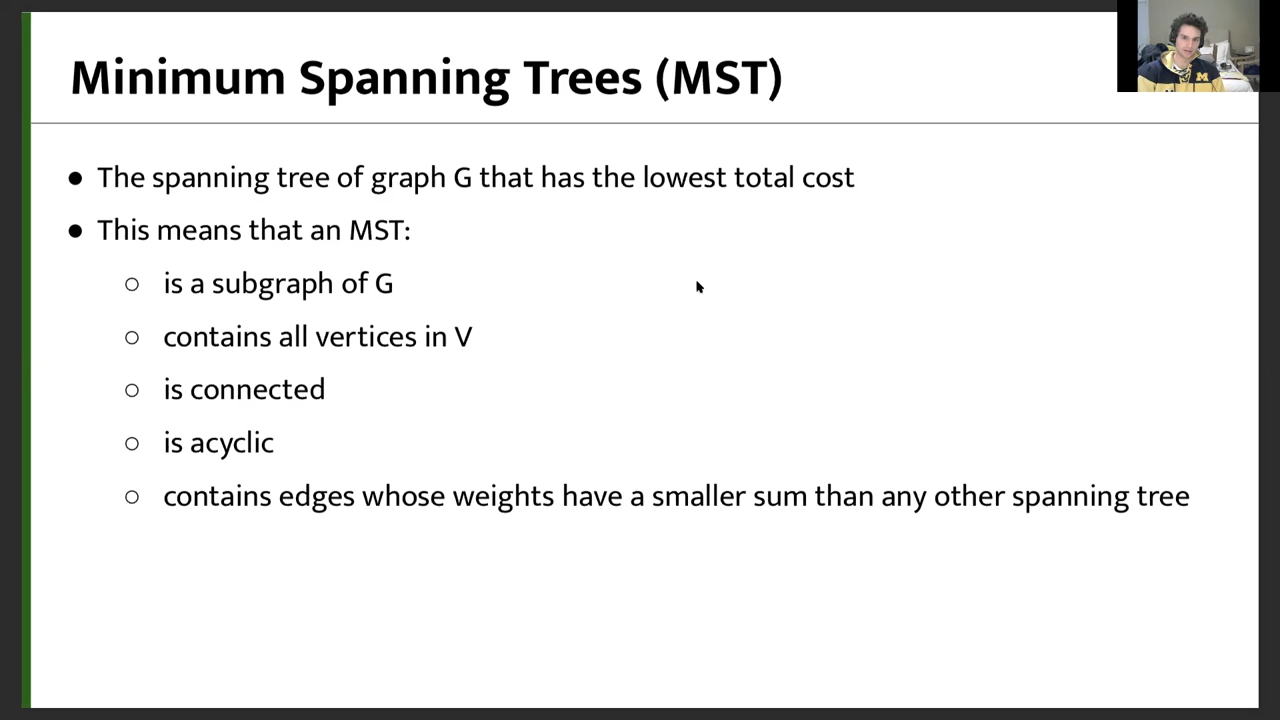 Minimum Spanning Trees (MST)
● The spanning tree of graph G that has the lowest total cost
● This means that an MST:
○ is a subgraph of G
○ contains all vertices in V
○ is connected
○ is acyclic
○ contains edges whose weights have a smaller sum than any other spanning tree
M